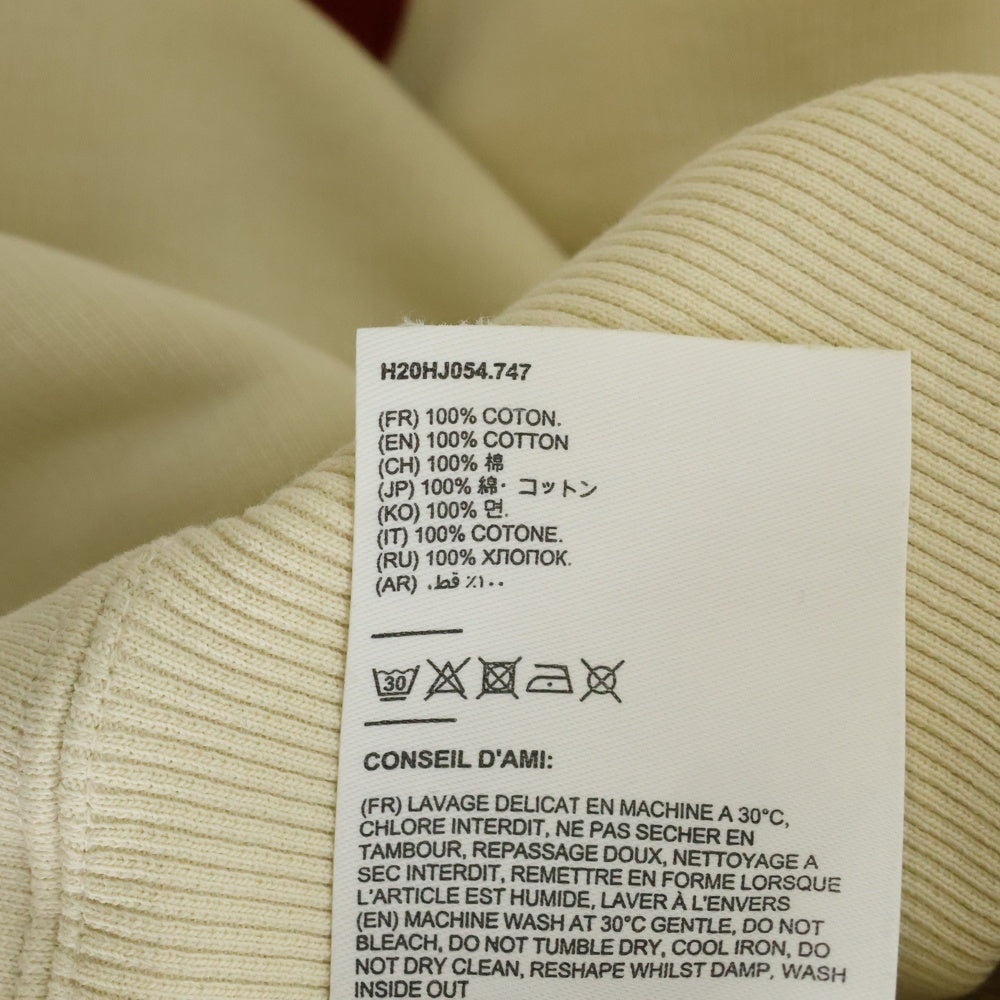 H20HJ054.747
(FR) 100% COTON.
(EN) 100% COTTON
(CH) 100% 棉
(JP) 100% 綿· コットン
(KO) 100% 면.
(IT) 100% COTONE.
(RU) 100% ХЛОПОК.
(AR) .قط ٪١٠٠
30
CONSEIL D'AMI:
(FR) LAVAGE DELICAT EN MACHINE A 30°C,
CHLORE INTERDIT, NE PAS SECHER EN
TAMBOUR, REPASSAGE DOUX, NETTOYAGE A
SEC INTERDIT, REMETTRE EN FORME LORSQUE
L'ARTICLE EST HUMIDE, LAVER À L'ENVERS
(EN) MACHINE WASH AT 30°C GENTLE, DO NOT
BLEACH, DO NOT TUMBLE DRY, COOL IRON, DO
NOT DRY CLEAN, RESHAPE WHILST DAMP, WASH
INSIDE OUT